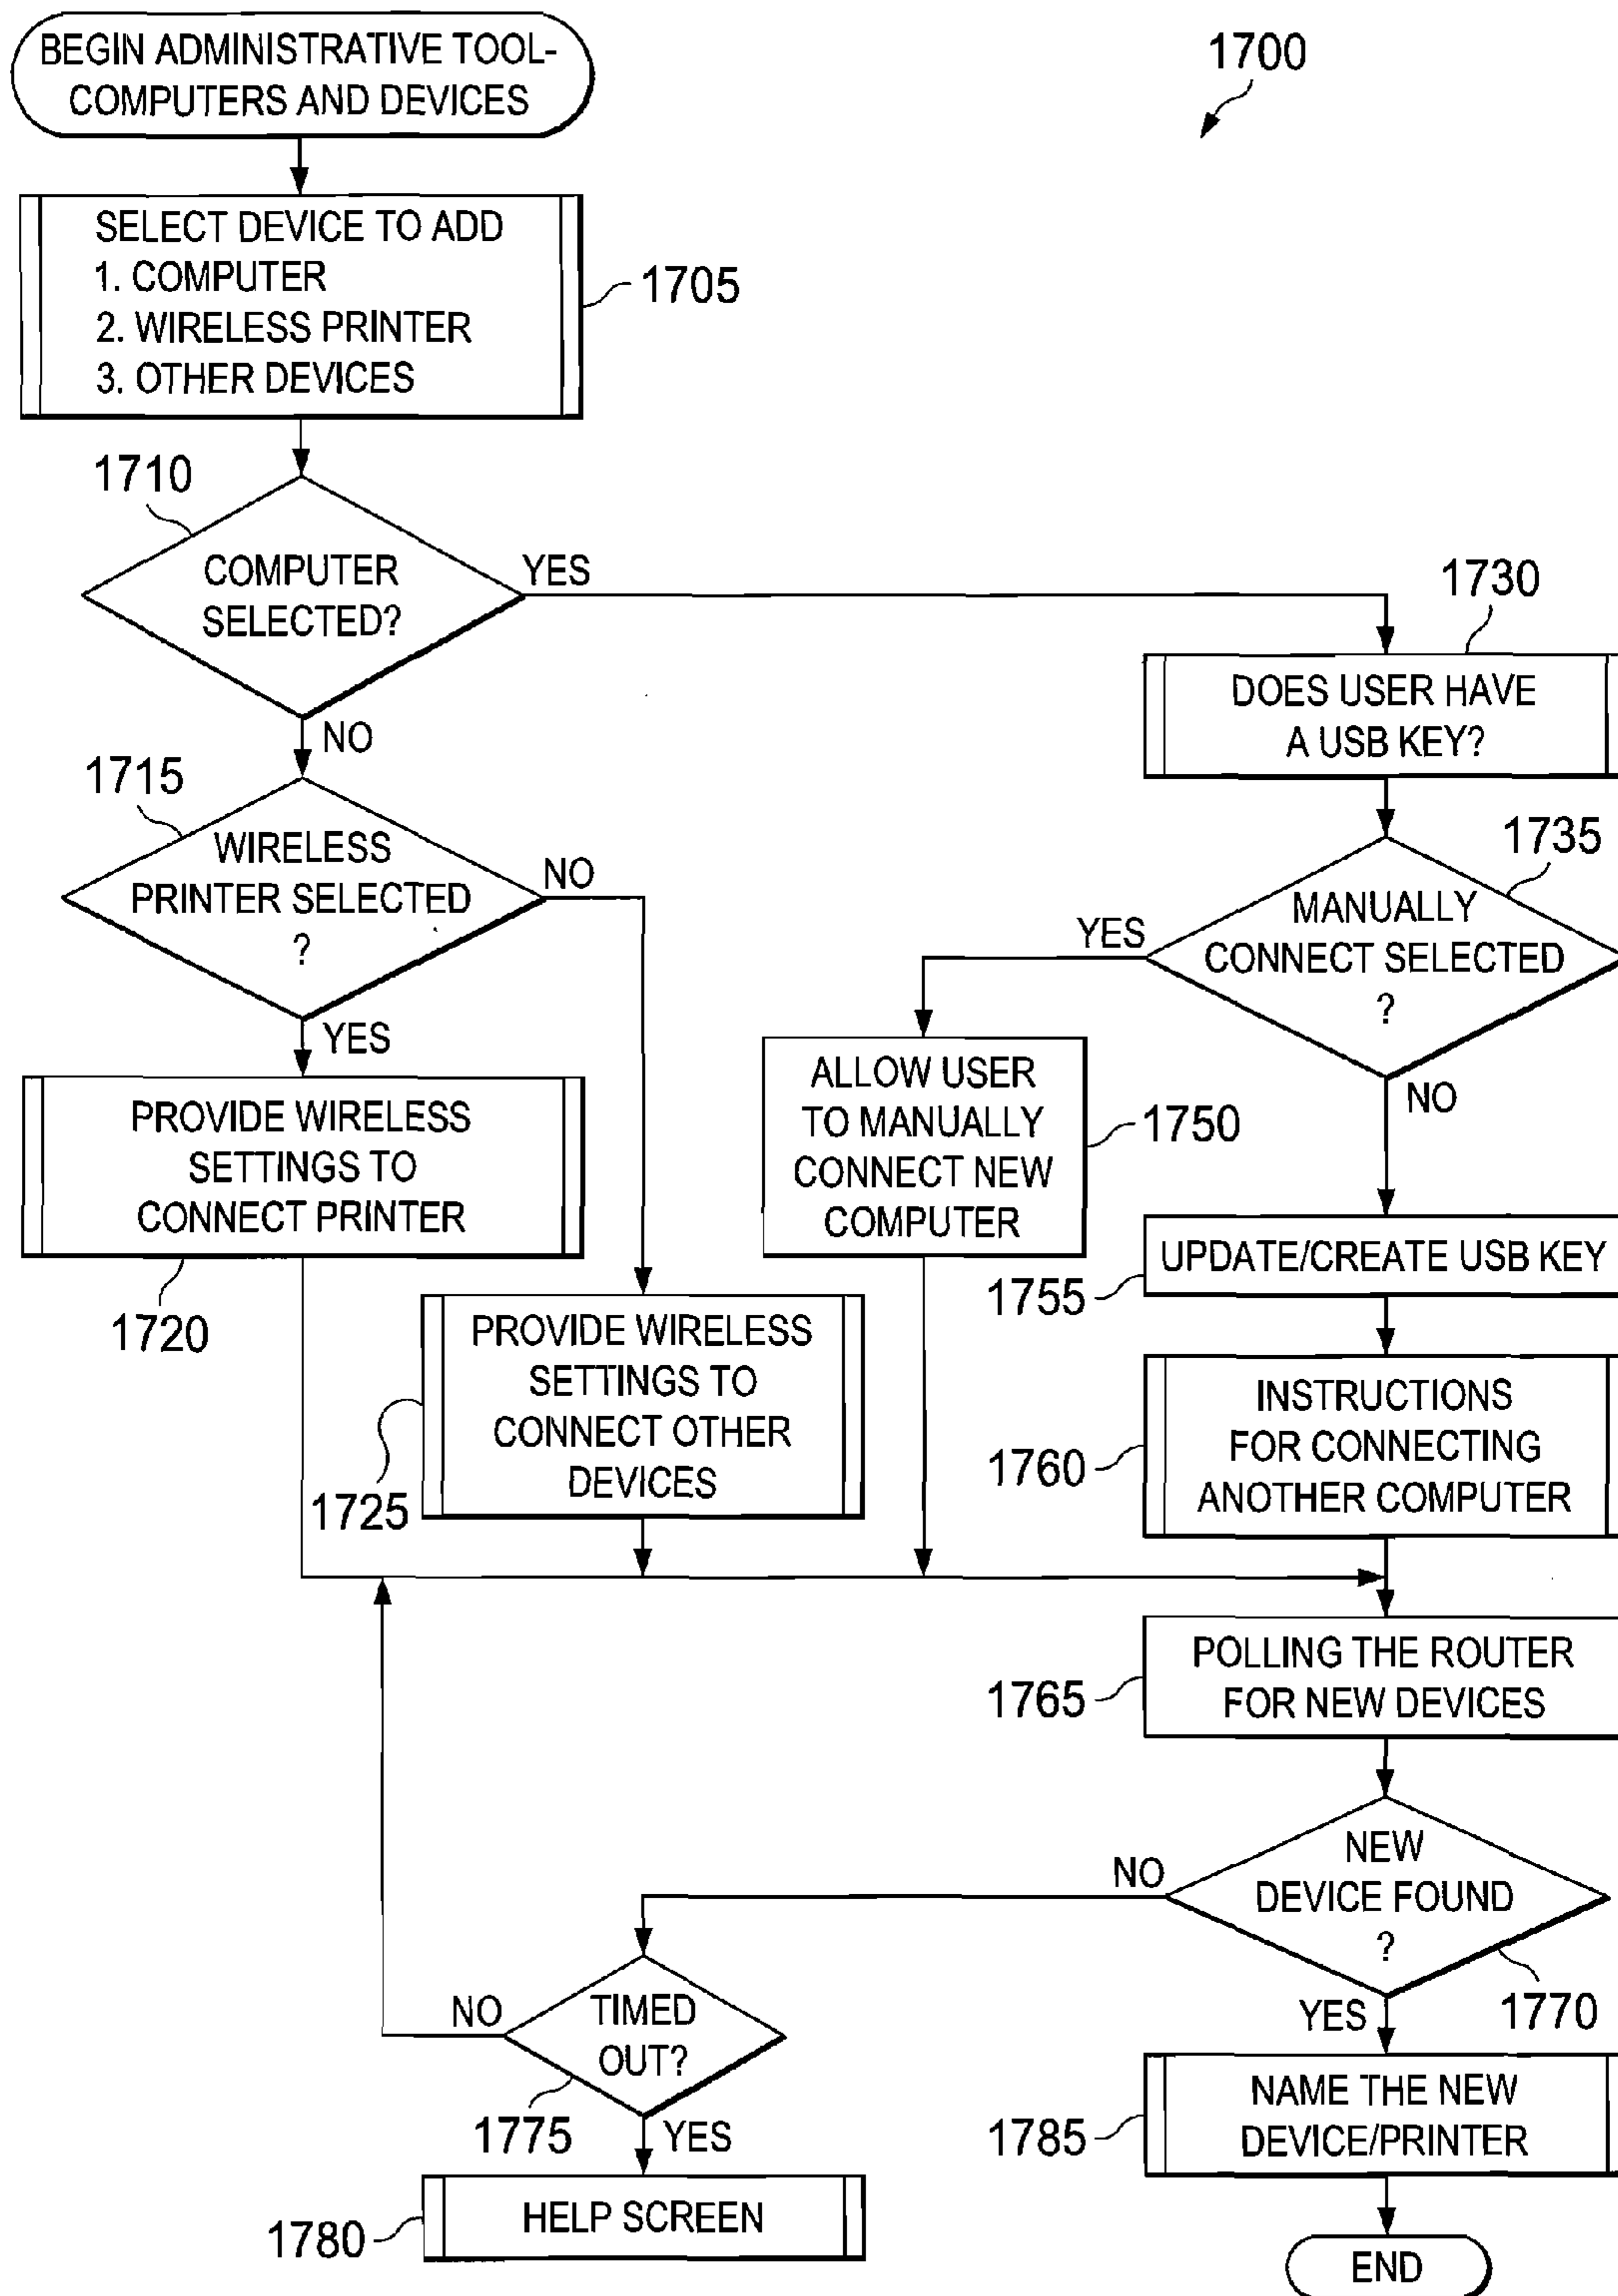 BEGIN ADMINISTRATIVE TOOL-
COMPUTERS AND DEVICES
1700
SELECT DEVICE TO ADD
1. COMPUTER
2. WIRELESS PRINTER
3. OTHER DEVICES
1705
1710
COMPUTER
SELECTED?
YES
NO
1730
DOES USER HAVE
A USB KEY?
1715
WIRELESS
PRINTER SELECTED
?
NO
YES
1735
MANUALLY
CONNECT SELECTED
?
YES
NO
PROVIDE WIRELESS
SETTINGS TO
CONNECT PRINTER
1720
ALLOW USER
TO MANUALLY
CONNECT NEW
COMPUTER
1750
UPDATE/CREATE USB KEY
1755
PROVIDE WIRELESS
SETTINGS TO
CONNECT OTHER
DEVICES
1725
INSTRUCTIONS
FOR CONNECTING
ANOTHER COMPUTER
1760
POLLING THE ROUTER
FOR NEW DEVICES
1765
NEW
DEVICE FOUND
?
NO
YES
1770
TIMED
OUT?
NO
YES
1775
NAME THE NEW
DEVICE/PRINTER
1785
HELP SCREEN
1780
END